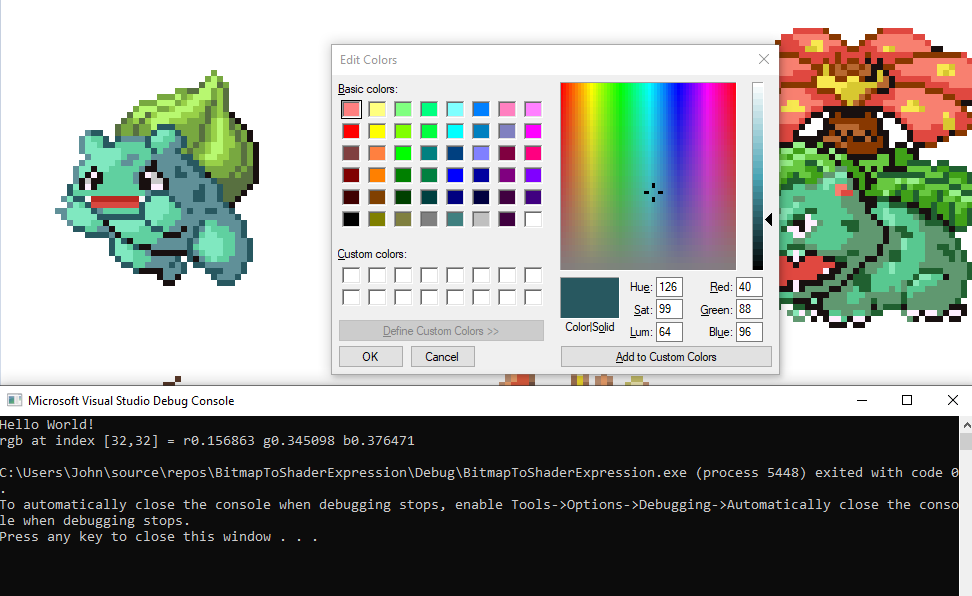 Edit Colors
Basic colors:
Custom colors:
Define Custom Colors >>
OK Cancel
Hue: 126 Red: 40
Sat: 99 Green: 88
Color|Solid Lum: 64 Blue: 96
Add to Custom Colors
Microsoft Visual Studio Debug Console
Hello World!
rgb at index [32,32] = r0.156863 g0.345098 b0.376471
C:\Users\John\source\repos\BitmapToShaderExpression\Debug\BitmapToShaderExpression.exe (process 5448) exited with code 0
.
To automatically close the console when debugging stops, enable Tools->Options->Debugging->Automatically close the conso
le when debugging stops.
Press any key to close this window . . .